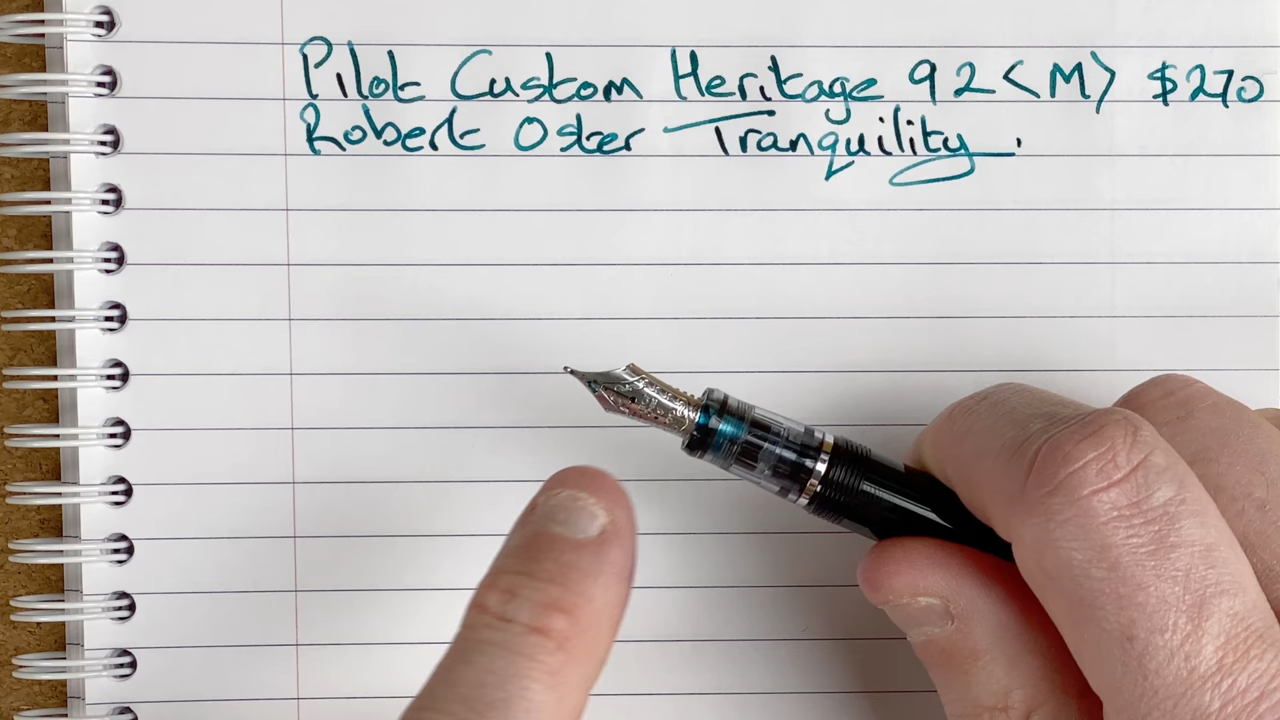 Pilot Custom Heritage 92 <M> $270
Robert Oster Tranquility.